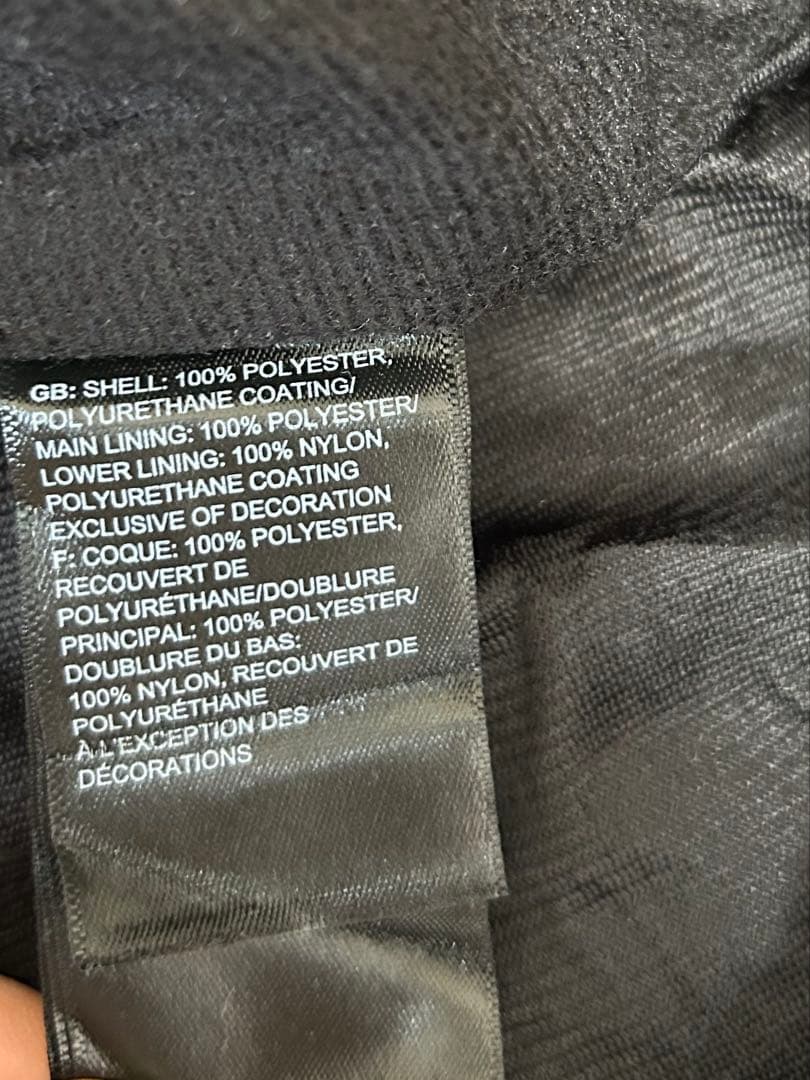 GB: SHELL: 100% POLYESTER,
POLYURETHANE COATING/
MAIN LINING: 100% POLYESTER/
LOWER LINING: 100% NYLON,
POLYURETHANE COATING
EXCLUSIVE OF DECORATION
F: COQUE: 100% POLYESTER,
RECOUVERT DE
POLYURÉTHANE/DOUBLURE
PRINCIPAL: 100% POLYESTER/
DOUBLURE DU BAS:
100% NYLON, RECOUVERT DE
POLYURÉTHANE
À L'EXCEPTION DES
DÉCORATIONS